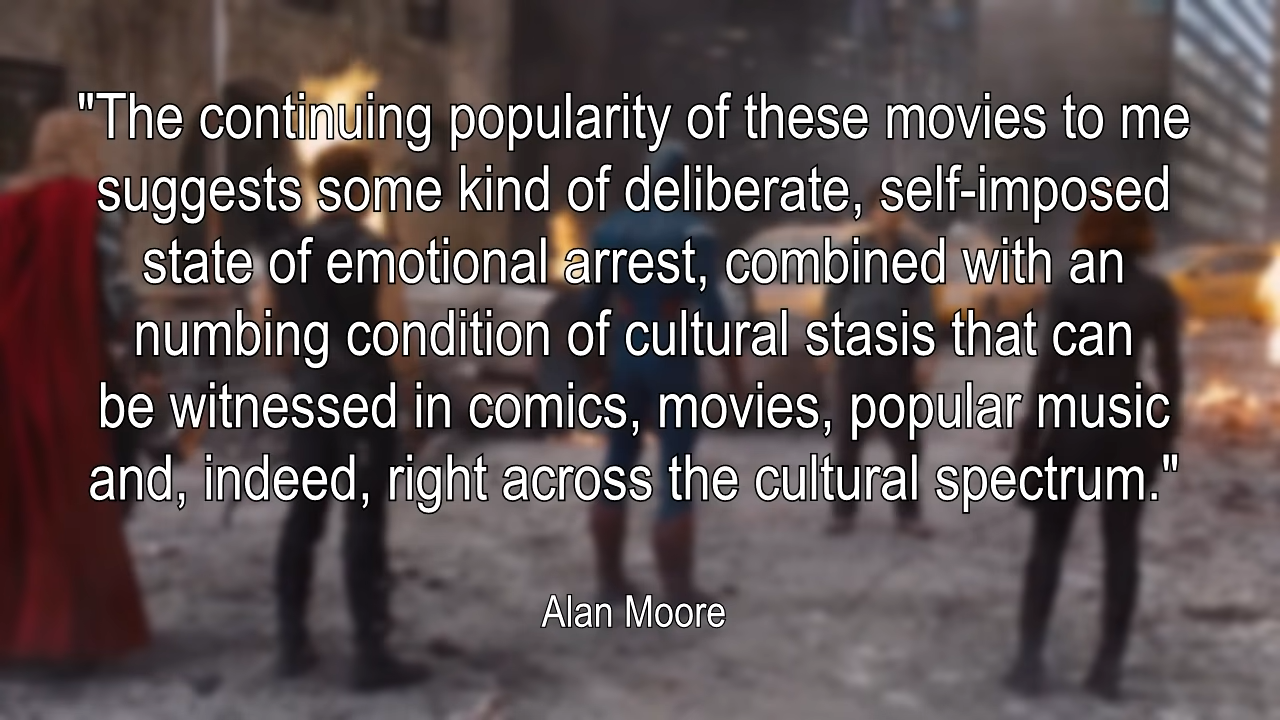 "The continuing popularity of these movies to me
suggests some kind of deliberate, self-imposed
state of emotional arrest, combined with an
numbing condition of cultural stasis that can
be witnessed in comics, movies, popular music
and, indeed, right across the cultural spectrum."
Alan Moore